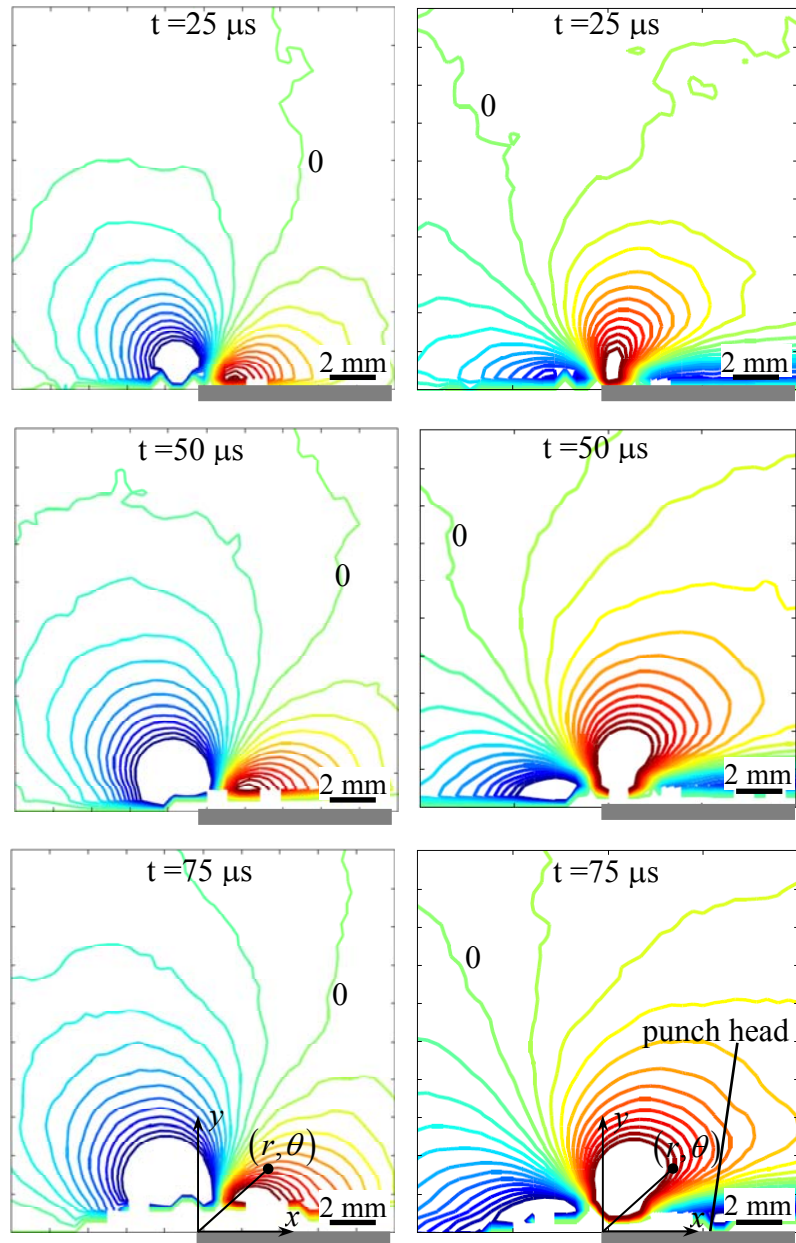 t =25 μs
t =25 μs
0
0
2 mm
2 mm
t =50 μs
t =50 μs
0
0
2 mm
2 mm
t =75 μs
t =75 μs
0
0
punch head
y
(r,θ)
x
2 mm
y
(r,θ)
x
2 mm